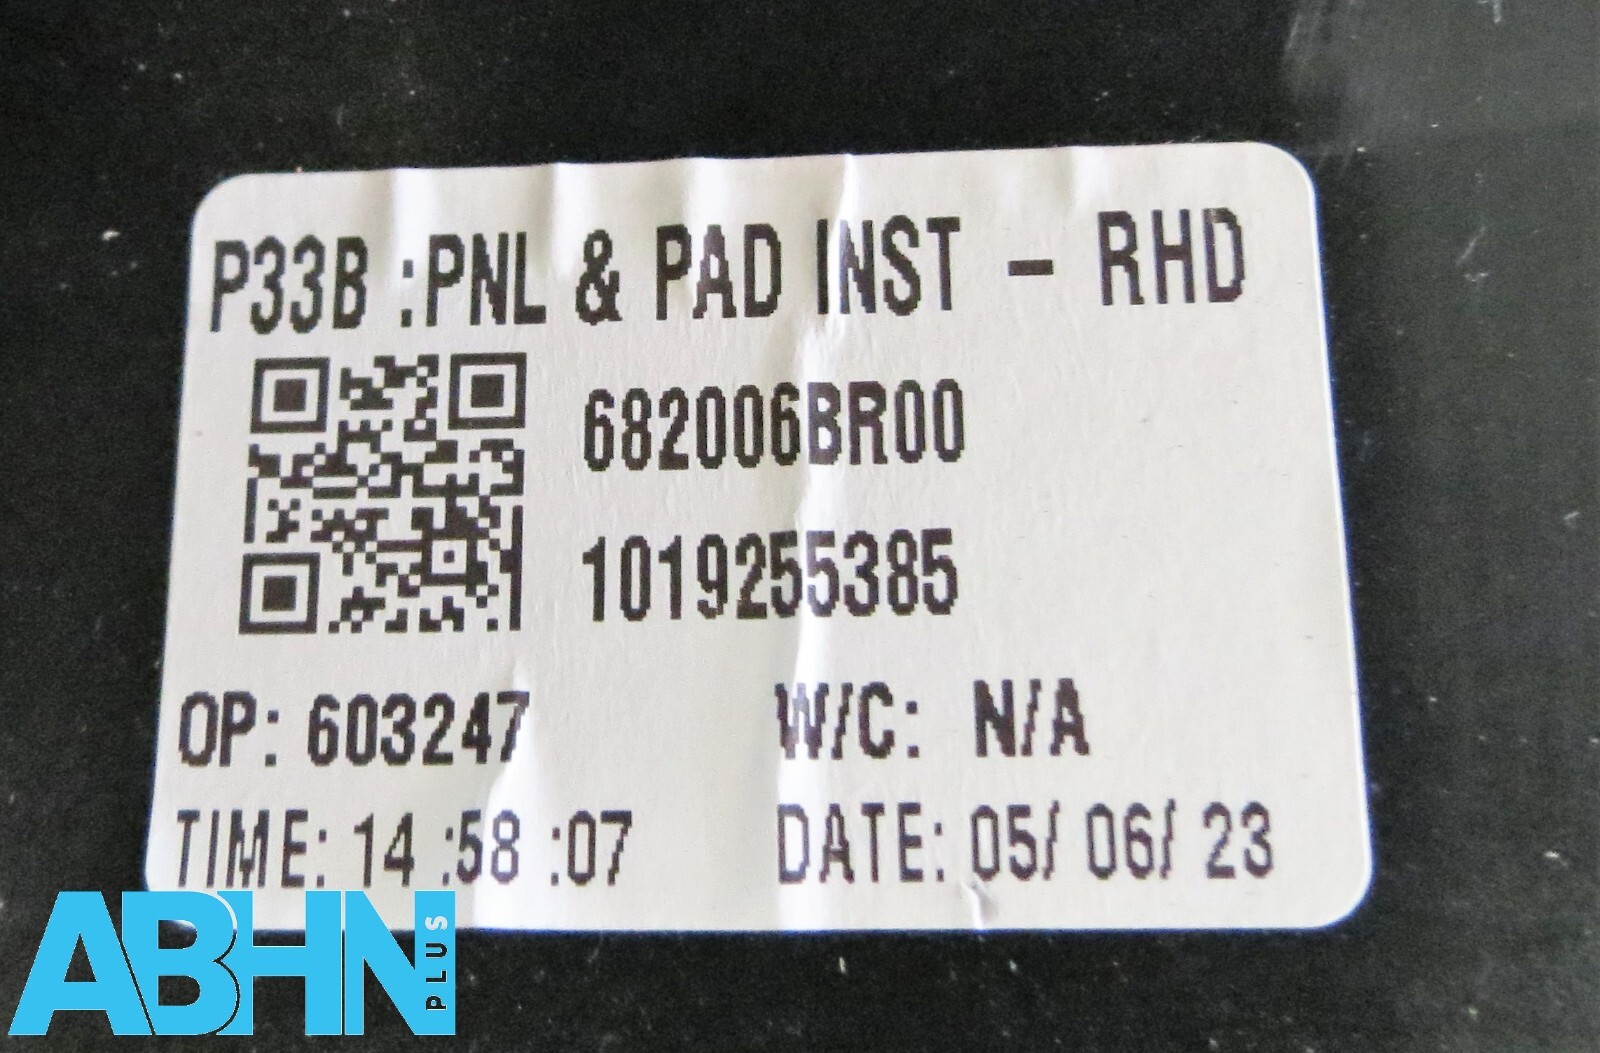 P33B :PNL & PAD INST - RHD
682006BR00
1019255385
OP: 603247 W/C: N/A
TIME: 14 :58 :07 DATE: 05/ 06/ 23
ABHN PLUS